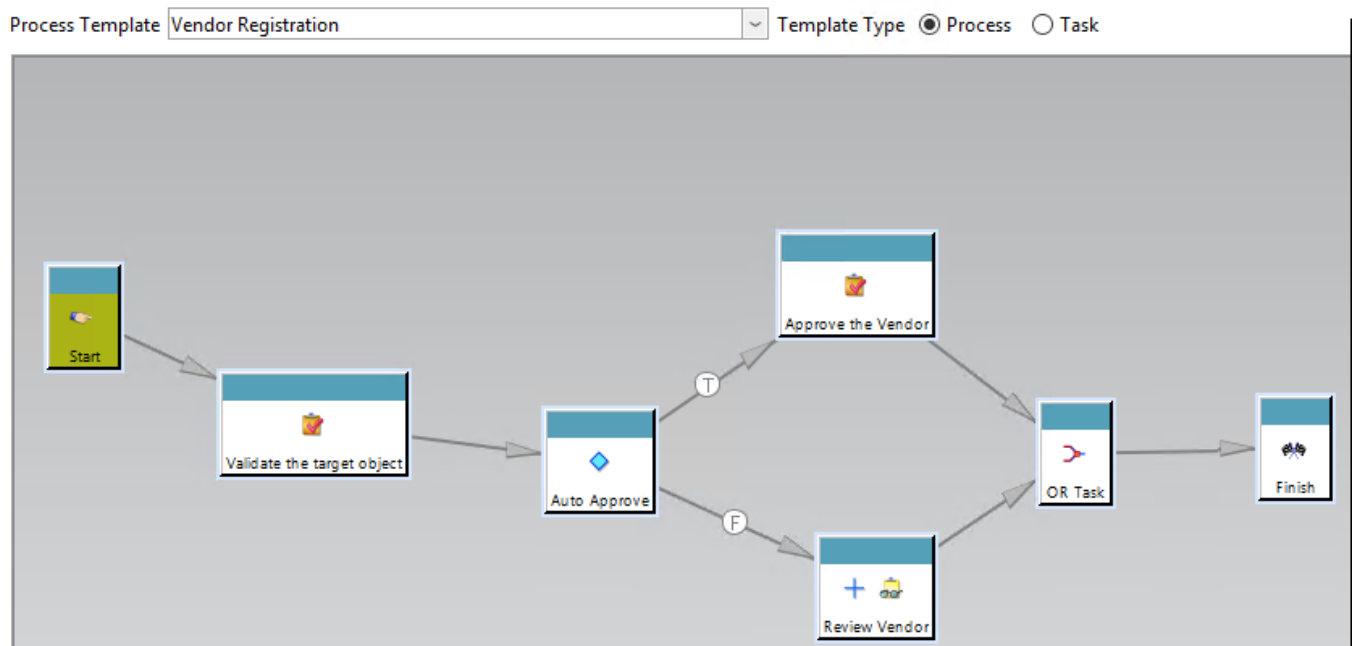 Process Template Vendor Registration Template Type Process Task
Start
Validate the target object
Auto Approve
T
F
Approve the Vendor
Review Vendor
OR Task
Finish